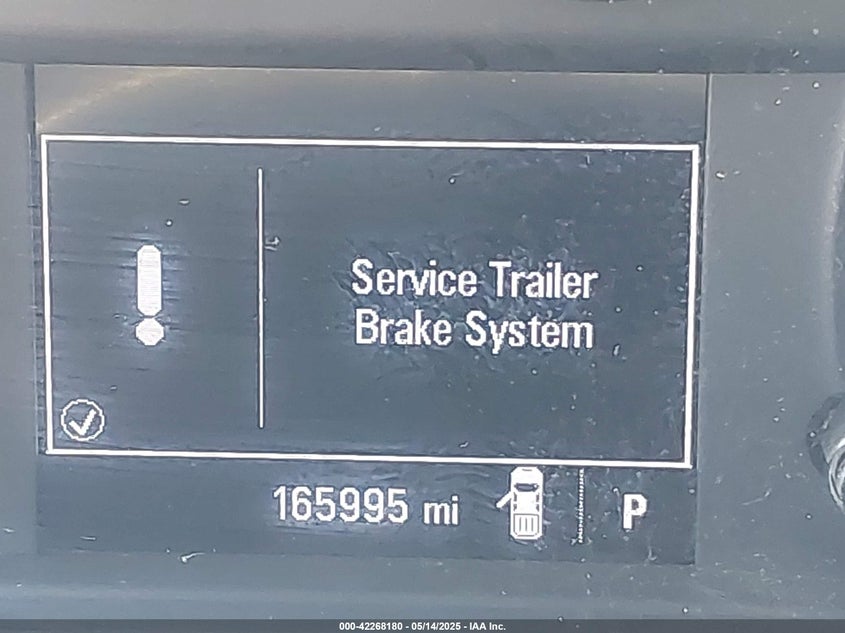 Service Trailer
Brake System
165995 mi
P
000-42268180 - 05/14/2025 - IAA Inc.